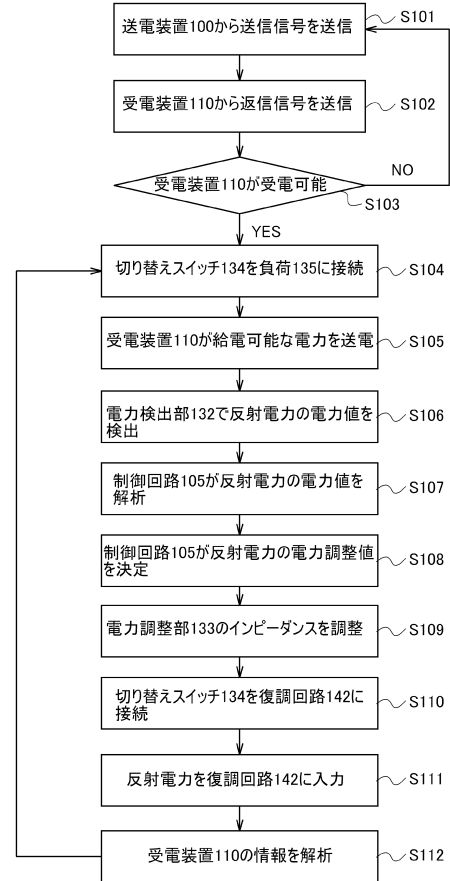 送電装置100から送信信号を送信
S101
受電装置110から返信信号を送信
S102
受電装置110が受電可能
NO
S103
YES
切り替えスイッチ134を負荷135に接続
S104
受電装置110が給電可能な電力を送電
S105
電力検出部132で反射電力の電力値を
検出
S106
制御回路105が反射電力の電力値を
解析
S107
制御回路105が反射電力の電力調整値
を決定
S108
電力調整部133のインピーダンスを調整
S109
切り替えスイッチ134を復調回路142に
接続
S110
反射電力を復調回路142に入力
S111
受電装置110の情報を解析
S112